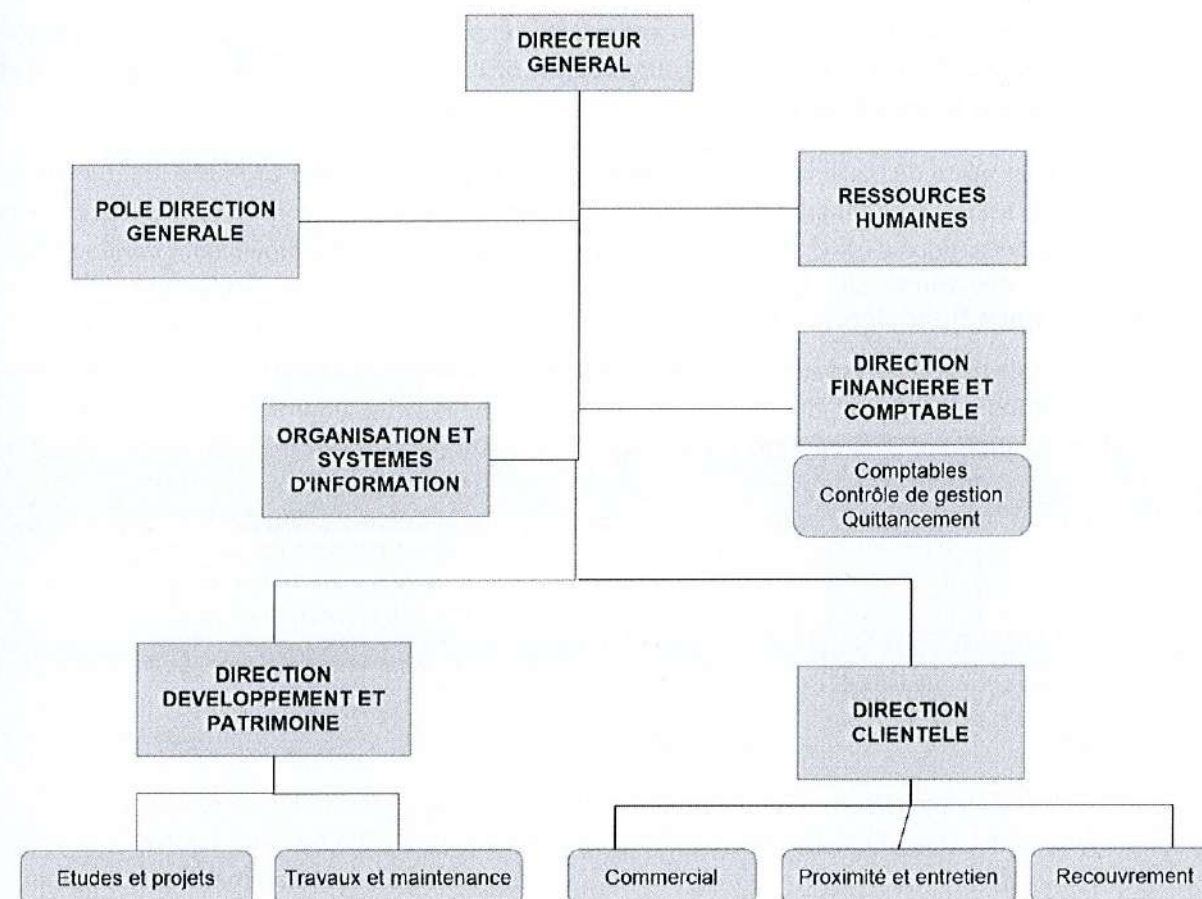 DIRECTEUR
GENERAL
POLE DIRECTION
GENERALE
RESSOURCES
HUMAINES
DIRECTION
FINANCIERE ET
COMPTABLE
ORGANISATION ET
SYSTEMES
D'INFORMATION
Comptables
Contrôle de gestion
Quittancement
DIRECTION
DEVELOPPEMENT ET
PATRIMOINE
DIRECTION
CLIENTELE
Etudes et projets
Travaux et maintenance
Commercial
Proximité et entretien
Recouvrement